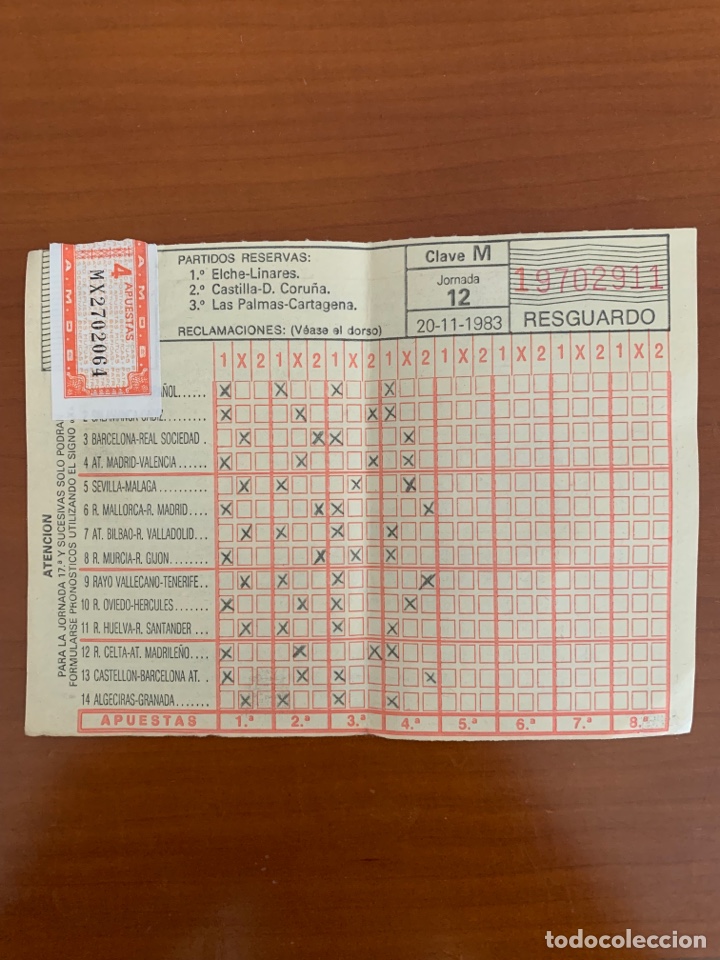 PARTIDOS RESERVAS:
1.º Elche-Linares.
2.º Castilla-D. Coruña.
3.º Las Palmas-Cartagena.
RECLAMACIONES: (Véase el dorso)
Clave M
Jornada
12
20-11-1983
19702911
RESGUARDO
A.M.D.G.
4 APUESTAS
MX2702064
A.M.D.G.
ATENCION
PARA LA JORNADA 17.ª Y SUCESIVAS SOLO PODRA
FORMULARSE PRONOSTICOS UTILIZANDO EL SIGNO
1 X 2 1 X 2 1 X 2 1 X 2 1 X 2 1 X 2 1 X 2 1 X 2
3 BARCELONA-REAL SOCIEDAD .
4 AT. MADRID-VALENCIA......
5 SEVILLA-MALAGA.........
6 R. MALLORCA-R. MADRID....
7 AT. BILBAO-R. VALLADOLID..
8 R. MURCIA-R. GIJON.......
9 RAYO VALLECANO-TENERIFE..
10 R. OVIEDO-HERCULES.......
11 R. HUELVA-R. SANTANDER ...
12 R. CELTA-AT. MADRILEÑO....
13 CASTELLON-BARCELONA AT. .
14 ALGECIRAS-GRANADA.......
APUESTAS 1.ª 2.ª 3.ª 4.ª 5.ª 6.ª 7.ª 8.ª
todocoleccion
todocoleccion.net